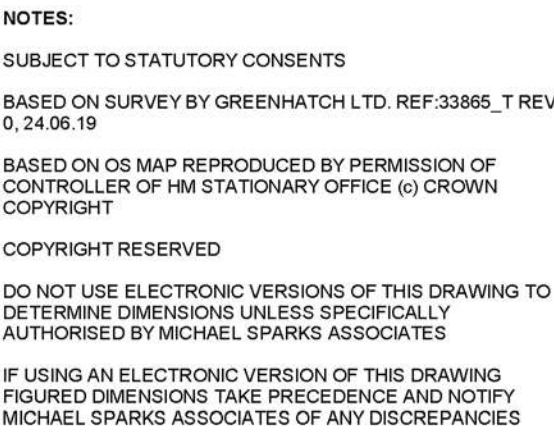 NOTES:
SUBJECT TO STATUTORY CONSENTS
BASED ON SURVEY BY GREENHATCH LTD. REF:33865_T REV
0, 24.06.19
BASED ON OS MAP REPRODUCED BY PERMISSION OF
CONTROLLER OF HM STATIONARY OFFICE (c) CROWN
COPYRIGHT
COPYRIGHT RESERVED
DO NOT USE ELECTRONIC VERSIONS OF THIS DRAWING TO
DETERMINE DIMENSIONS UNLESS SPECIFICALLY
AUTHORISED BY MICHAEL SPARKS ASSOCIATES
IF USING AN ELECTRONIC VERSION OF THIS DRAWING
FIGURED DIMENSIONS TAKE PRECEDENCE AND NOTIFY
MICHAEL SPARKS ASSOCIATES OF ANY DISCREPANCIES